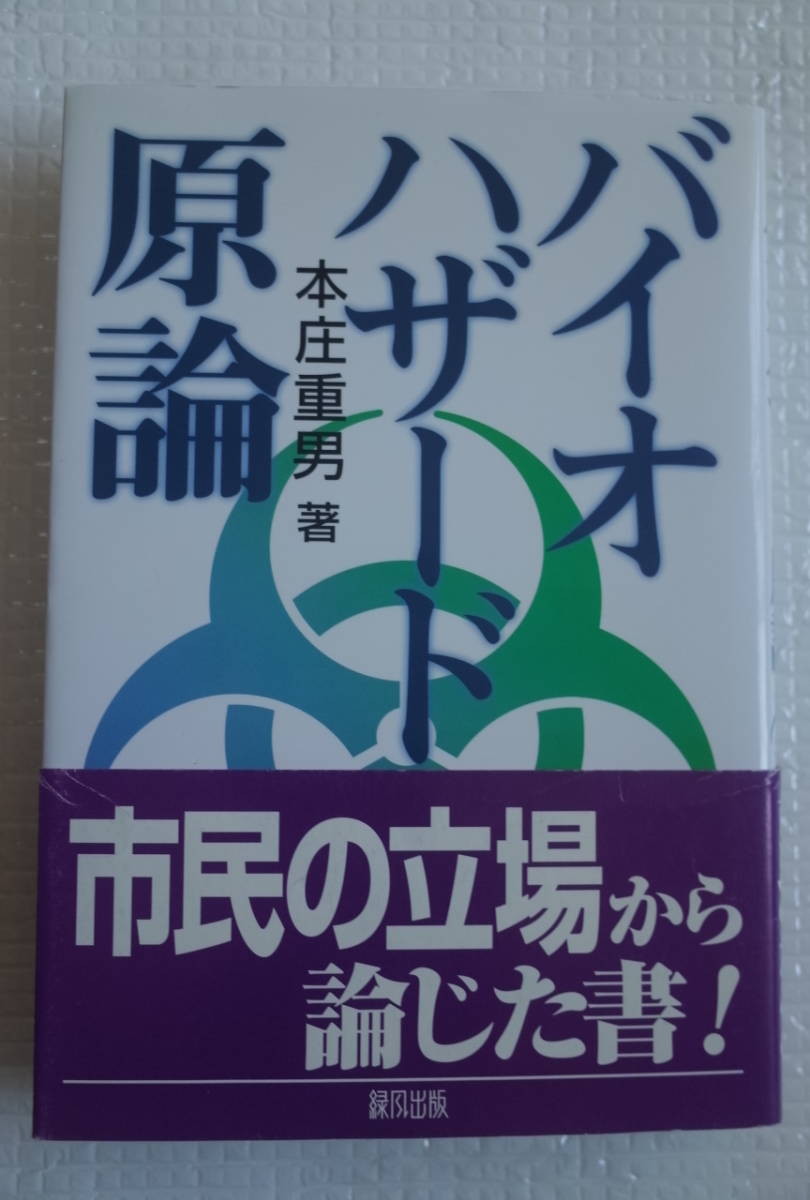 バイオ
ハザード
原論
本庄重男 著
市民の立場から
論じた書!
緑風出版